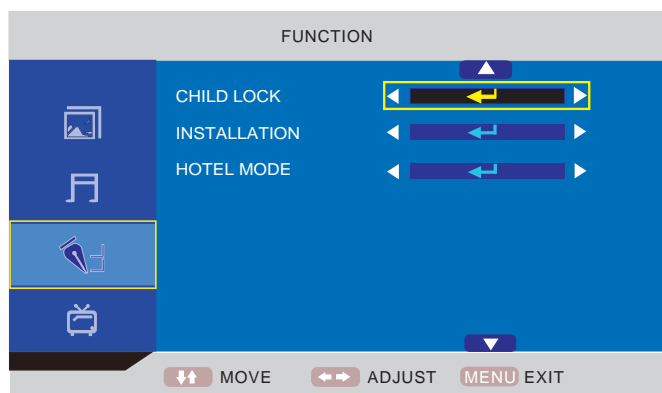 FUNCTION
CHILD LOCK
INSTALLATION
HOTEL MODE
MOVE ADJUST MENU EXIT